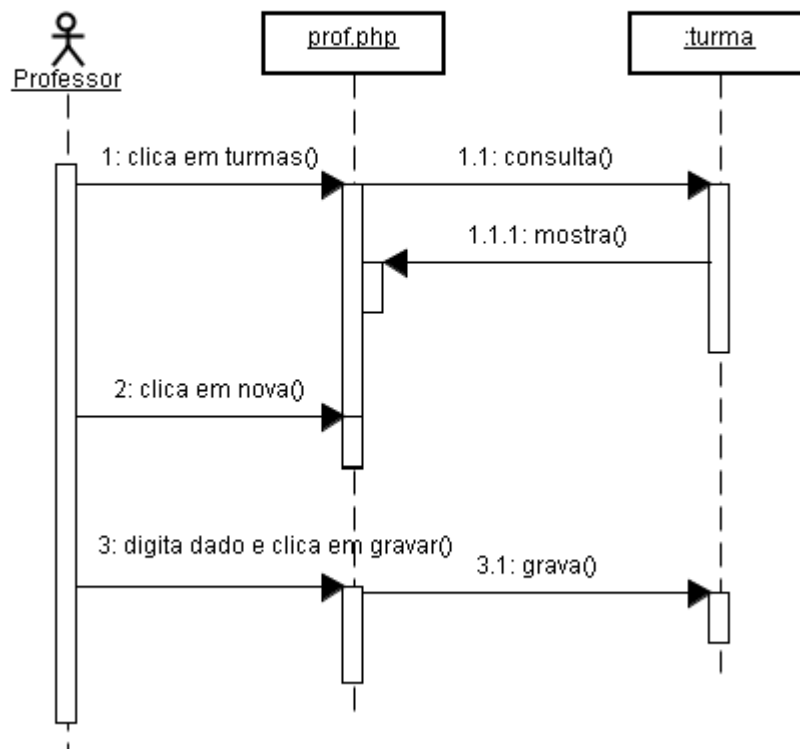 prof.php
:turma
Professor
1: clica em turmas()
1.1: consulta()
1.1.1: mostra()
2: clica em nova()
3: digita dado e clica em gravar()
3.1: grava()